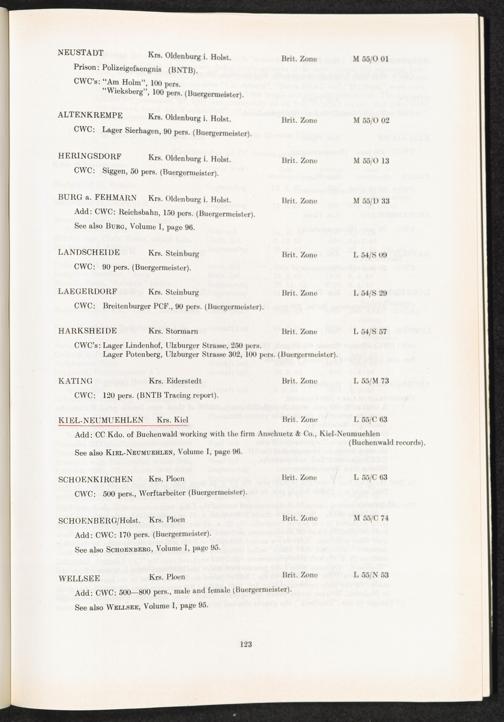 NEUSTADT Krs. Oldenburg i. Holst. Brit. Zone M 55/O 01
Prison: Polizeigefaengnis (BNTB).
CWC's: "Am Holm", 100 pers.
"Wieksberg", 100 pers. (Buergermeister).
ALTENKREMPE Krs. Oldenburg i. Holst. Brit. Zone M 55/O 02
CWC: Lager Sierhagen, 90 pers. (Buergermeister).
HERINGSDORF Krs. Oldenburg i. Holst. Brit. Zone M 55/O 13
CWC: Siggen, 50 pers. (Buergermeister).
BURG a. FEHMARN Krs. Oldenburg i. Holst. Brit. Zone M 55/D 33
Add: CWC: Reichsbahn, 150 pers. (Buergermeister).
See also BURG, Volume I, page 96.
LANDSCHEIDE Krs. Steinburg Brit. Zone L 54/S 09
CWC: 90 pers. (Buergermeister).
LAEGERDORF Krs. Steinburg Brit. Zone L 54/S 29
CWC: Breitenburger PCF., 90 pers. (Buergermeister).
HARKSHEIDE Krs. Stormarn Brit. Zone L 54/S 57
CWC's: Lager Lindenhof, Ulzburger Strasse, 250 pers.
Lager Potenberg, Ulzburger Strasse 302, 100 pers. (Buergermeister).
KATING Krs. Eiderstedt Brit. Zone L 55/M 73
CWC: 120 pers. (BNTB Tracing report).
KIEL-NEUMUEHLEN Krs. Kiel Brit. Zone L 55/C 63
Add: CC Kdo. of Buchenwald working with the firm Anschuetz & Co., Kiel-Neumuehlen
(Buchenwald records).
See also KIEL-NEUMUEHLEN, Volume I, page 96.
SCHOENKIRCHEN Krs. Ploen Brit. Zone L 55/C 63
CWC: 500 pers., Werftarbeiter (Buergermeister).
SCHOENBERG/Holst. Krs. Ploen Brit. Zone M 55/C 74
Add: CWC: 170 pers. (Buergermeister).
See also SCHOENBERG, Volume I, page 95.
WELLSEE Krs. Ploen Brit. Zone L 55/N 53
Add: CWC: 500—800 pers., male and female (Buergermeister).
See also WELLSEE, Volume I, page 95.
123